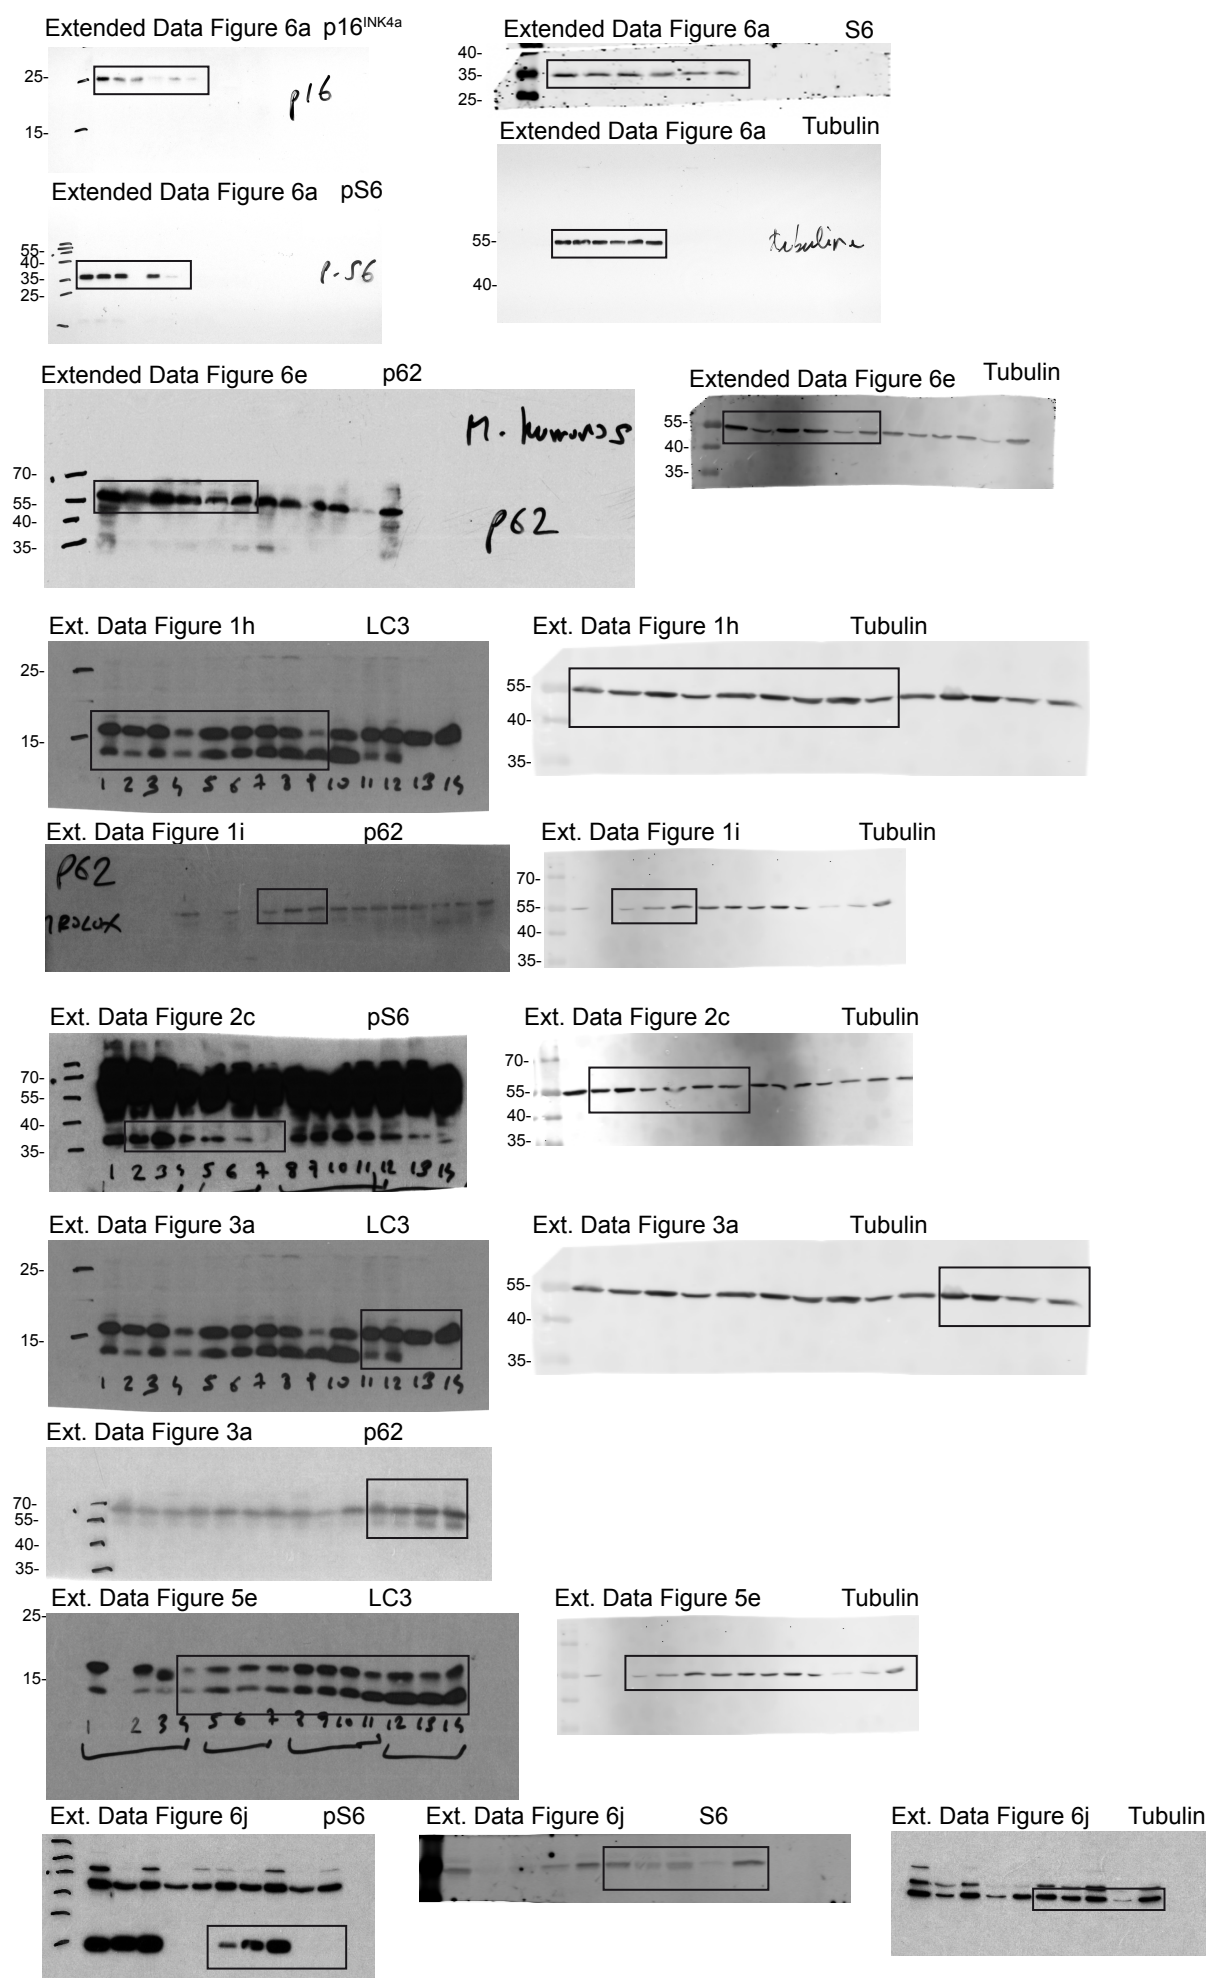 Extended Data Figure 6a p16INK4a
25-
15-
p16
Extended Data Figure 6a S6
40-
35-
25-
Extended Data Figure 6a Tubulin
55-
40-
tubuline
Extended Data Figure 6a pS6
55-
40-
35-
25-
P-S6
Extended Data Figure 6e p62
70-
55-
40-
35-
p62
Extended Data Figure 6e Tubulin
55-
40-
35-
Ext. Data Figure 1h LC3
25-
15-
1 2 3 4 5 6 7 8 9 10 11 12 13 14
Ext. Data Figure 1h Tubulin
55-
40-
35-
Ext. Data Figure 1i p62
P62
TROLOX
Ext. Data Figure 1i Tubulin
70-
55-
40-
35-
Ext. Data Figure 2c pS6
70-
55-
40-
35-
1 2 3 4 5 6 7 8 9 10 11 12 13 14
Ext. Data Figure 2c Tubulin
70-
55-
40-
35-
Ext. Data Figure 3a LC3
25-
15-
1 2 3 4 5 6 7 8 9 10 11 12 13 14
Ext. Data Figure 3a Tubulin
55-
40-
35-
Ext. Data Figure 3a p62
70-
55-
40-
35-
Ext. Data Figure 5e LC3
25-
15-
1 2 3 4 5 6 7 8 9 10 11 12 13 14
Ext. Data Figure 5e Tubulin
Ext. Data Figure 6j pS6
Ext. Data Figure 6j S6
Ext. Data Figure 6j Tubulin